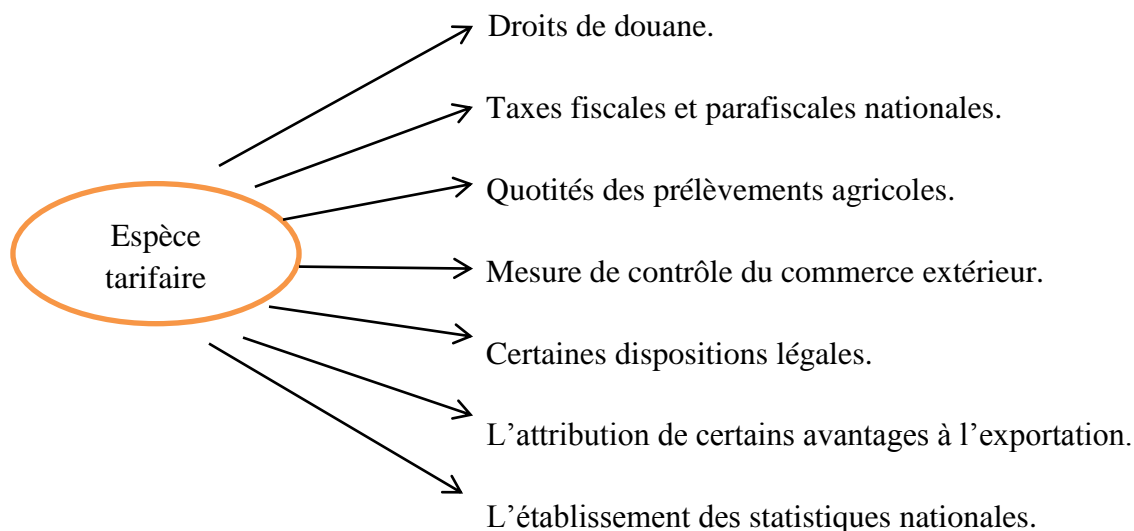 Droits de douane.
Taxes fiscales et parafiscales nationales.
Quotités des prélèvements agricoles.
Espèce
tarifaire
Mesure de contrôle du commerce extérieur.
Certaines dispositions légales.
L’attribution de certains avantages à l’exportation.
L’établissement des statistiques nationales.